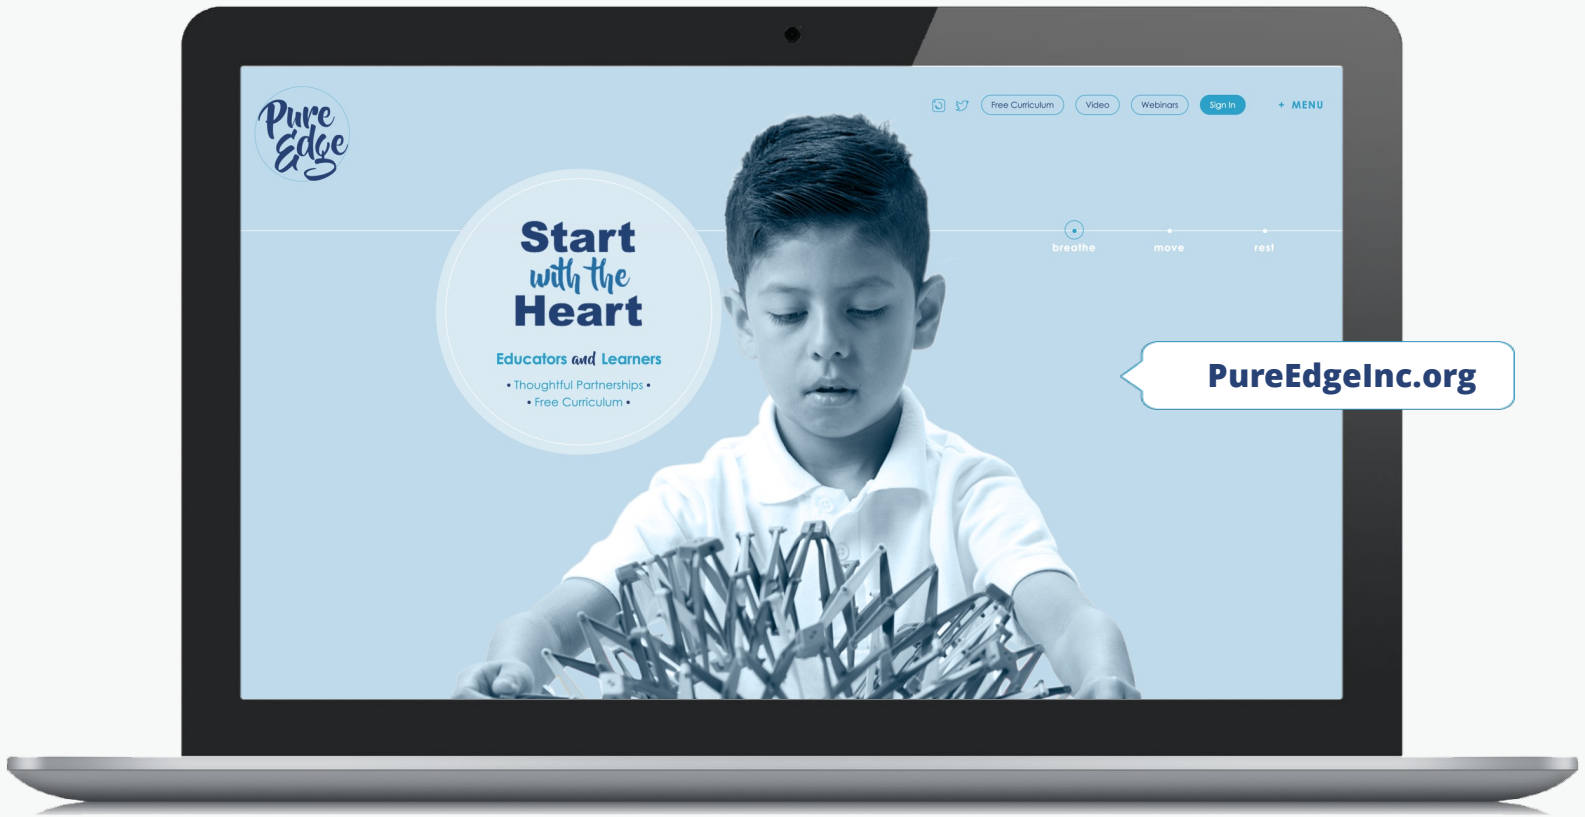 Pure
Edge
Free Curriculum
Video
Webinars
Sign In
+ MENU
Start
with the
Heart
Educators and Learners
• Thoughtful Partnerships •
• Free Curriculum •
breathe
move
rest
PureEdgeInc.org